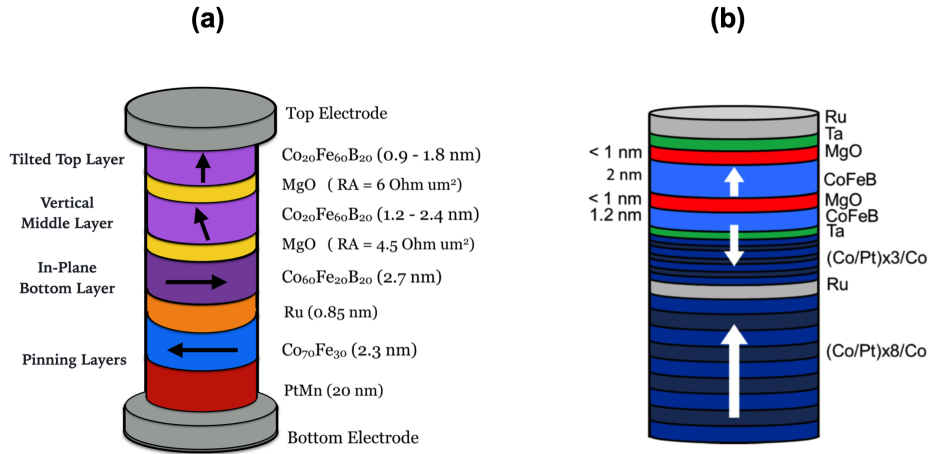 (a)
Top Electrode
Tilted Top Layer
Co₂₀Fe₆₀B₂₀ (0.9 - 1.8 nm)
MgO ( RA = 6 Ohm um²)
Vertical
Middle Layer
Co₂₀Fe₆₀B₂₀ (1.2 - 2.4 nm)
MgO ( RA = 4.5 Ohm um²)
In-Plane
Bottom Layer
Co₆₀Fe₂₀B₂₀ (2.7 nm)
Ru (0.85 nm)
Pinning Layers
Co₇₀Fe₃₀ (2.3 nm)
PtMn (20 nm)
Bottom Electrode
(b)
Ru
Ta
< 1 nm
MgO
2 nm
CoFeB
< 1 nm
MgO
1.2 nm
CoFeB
Ta
(Co/Pt)x3/Co
Ru
(Co/Pt)x8/Co